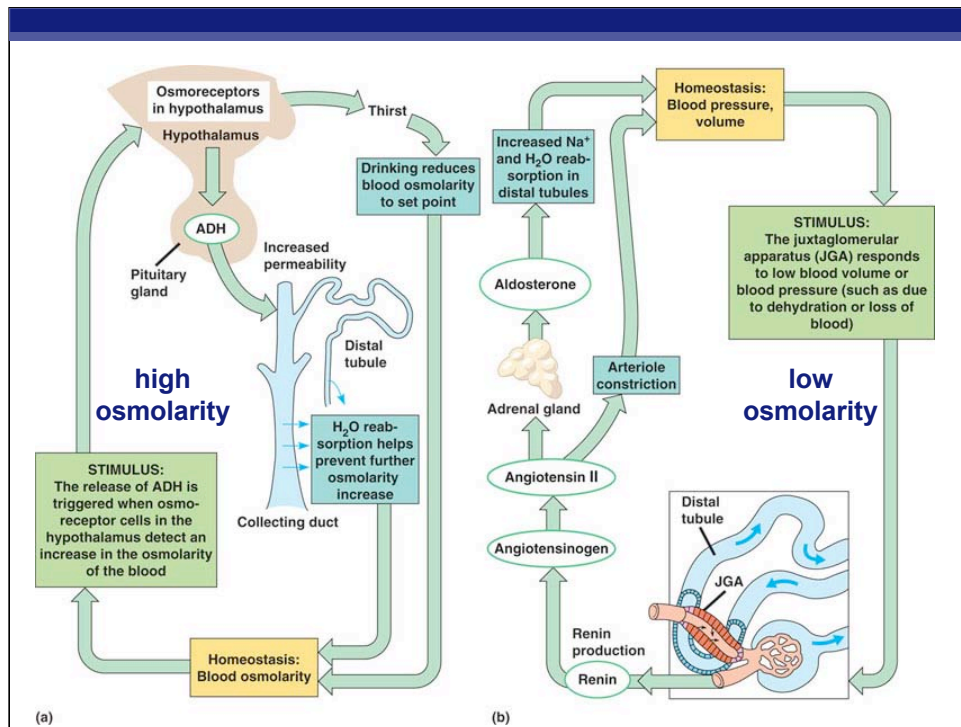 Osmoreceptors
in hypothalamus
Hypothalamus
Thirst
Drinking reduces
blood osmolarity
to set point
ADH
Pituitary
gland
Increased
permeability
Distal
tubule
high
osmolarity
H₂O reab-
sorption helps
prevent further
osmolarity
increase
STIMULUS:
The release of ADH is
triggered when osmo-
receptor cells in the
hypothalamus detect an
increase in the osmolarity
of the blood
Collecting duct
Homeostasis:
Blood osmolarity
(a)
Homeostasis:
Blood pressure,
volume
Increased Na⁺
and H₂O reab-
sorption in
distal tubules
STIMULUS:
The juxtaglomerular
apparatus (JGA) responds
to low blood volume or
blood pressure (such as due
to dehydration or loss of
blood)
Aldosterone
Arteriole
constriction
low
osmolarity
Adrenal gland
Angiotensin II
Distal
tubule
Angiotensinogen
JGA
Renin
production
Renin
(b)